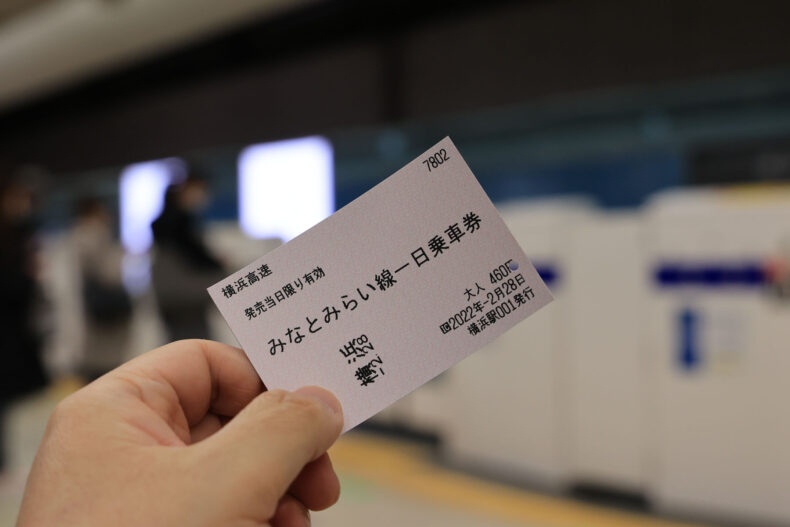 7802
横浜高速
発売当日限り有効
みなとみらい線一日乗車券
大人 460円
2022年-2月28日
横浜駅001発行
横浜